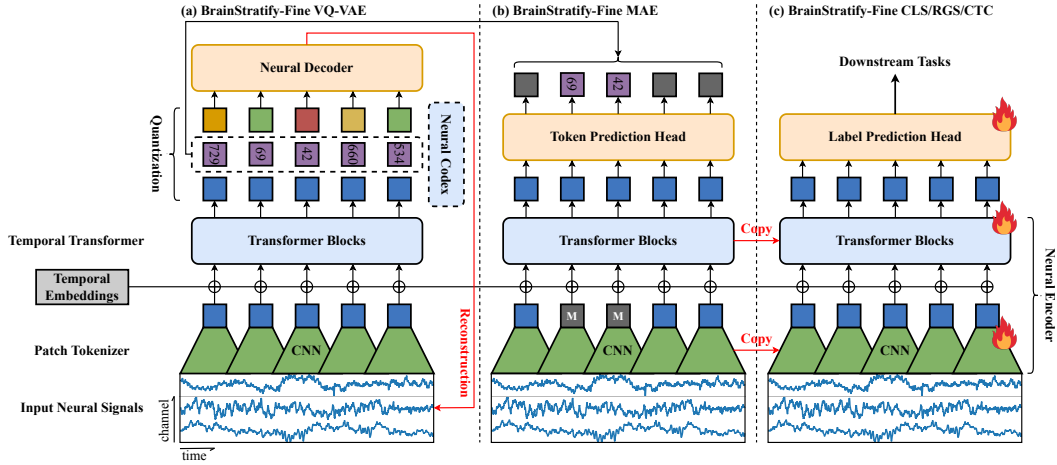 (a) BrainStratify-Fine VQ-VAE
(b) BrainStratify-Fine MAE
(c) BrainStratify-Fine CLS/RGS/CTC
Neural Decoder
Quantization
729
69
42
660
534
Neural Codex
Transformer Blocks
Temporal Transformer
Temporal
Embeddings
Patch Tokenizer
CNN
Input Neural Signals
channel
time
Reconstruction
69
42
Token Prediction Head
Transformer Blocks
M
M
CNN
Copy
Copy
Downstream Tasks
Label Prediction Head
Transformer Blocks
CNN
Neural Encoder